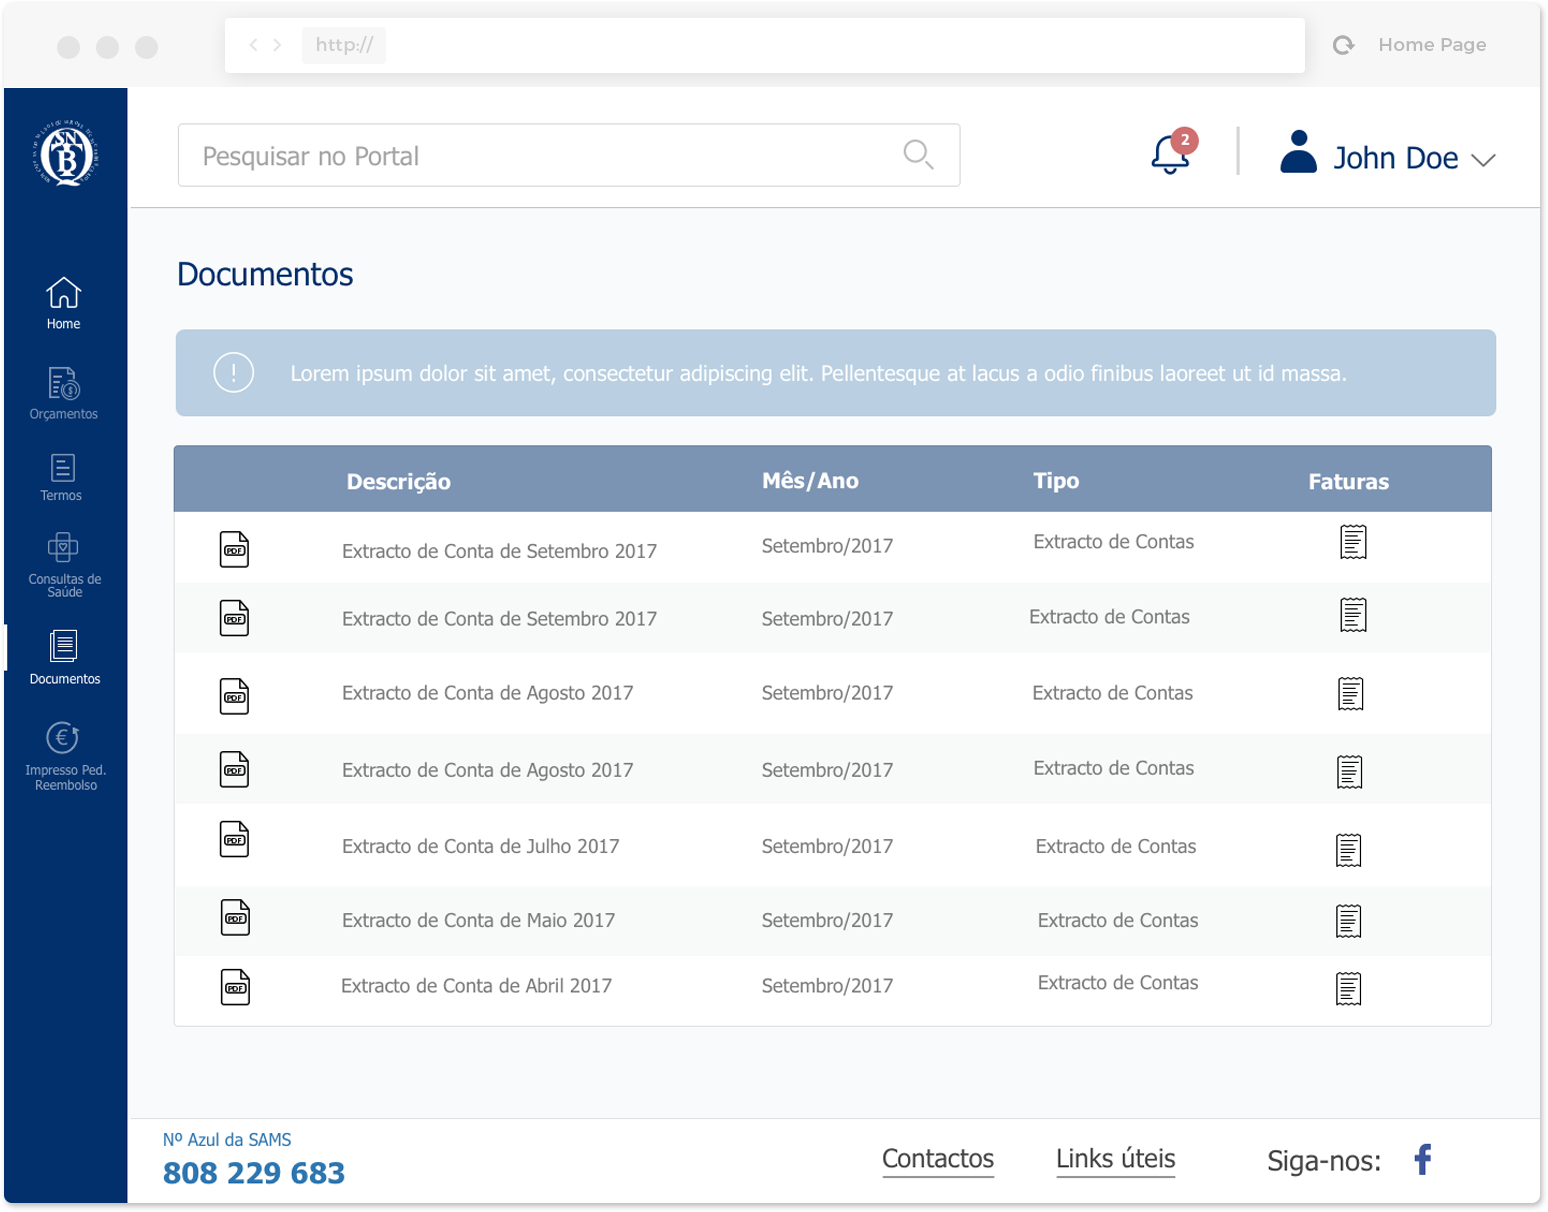 http://
Home Page
SN
B
Pesquisar no Portal
2
John Doe
Home
Orçamentos
Termos
Consultas de
Saúde
Documentos
Impresso Ped.
Reembolso
Documentos
Lorem ipsum dolor sit amet, consectetur adipiscing elit. Pellentesque at lacus a odio finibus laoreet ut id massa.
Descrição Mês/Ano Tipo Faturas
PDF Extracto de Conta de Setembro 2017 Setembro/2017 Extracto de Contas
PDF Extracto de Conta de Setembro 2017 Setembro/2017 Extracto de Contas
PDF Extracto de Conta de Agosto 2017 Setembro/2017 Extracto de Contas
PDF Extracto de Conta de Agosto 2017 Setembro/2017 Extracto de Contas
PDF Extracto de Conta de Julho 2017 Setembro/2017 Extracto de Contas
PDF Extracto de Conta de Maio 2017 Setembro/2017 Extracto de Contas
PDF Extracto de Conta de Abril 2017 Setembro/2017 Extracto de Contas
Nº Azul da SAMS
808 229 683
Contactos Links úteis Siga-nos: